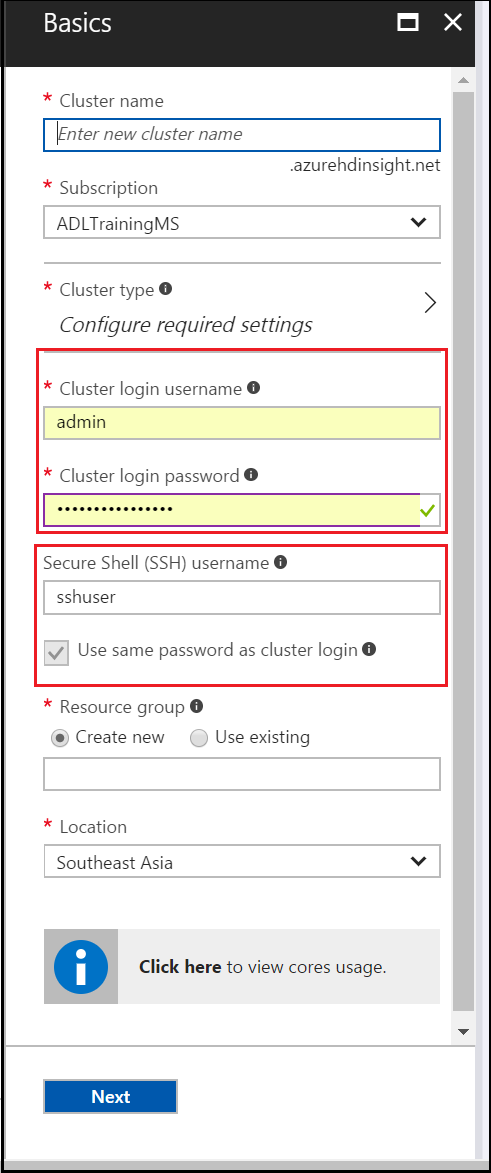 Basics
* Cluster name
Enter new cluster name
.azurehdinsight.net
* Subscription
ADLTrainingMS
* Cluster type
Configure required settings
* Cluster login username
admin
* Cluster login password
••••••••••••••••
Secure Shell (SSH) username
sshuser
Use same password as cluster login
* Resource group
Create new Use existing
* Location
Southeast Asia
Click here to view cores usage.
Next